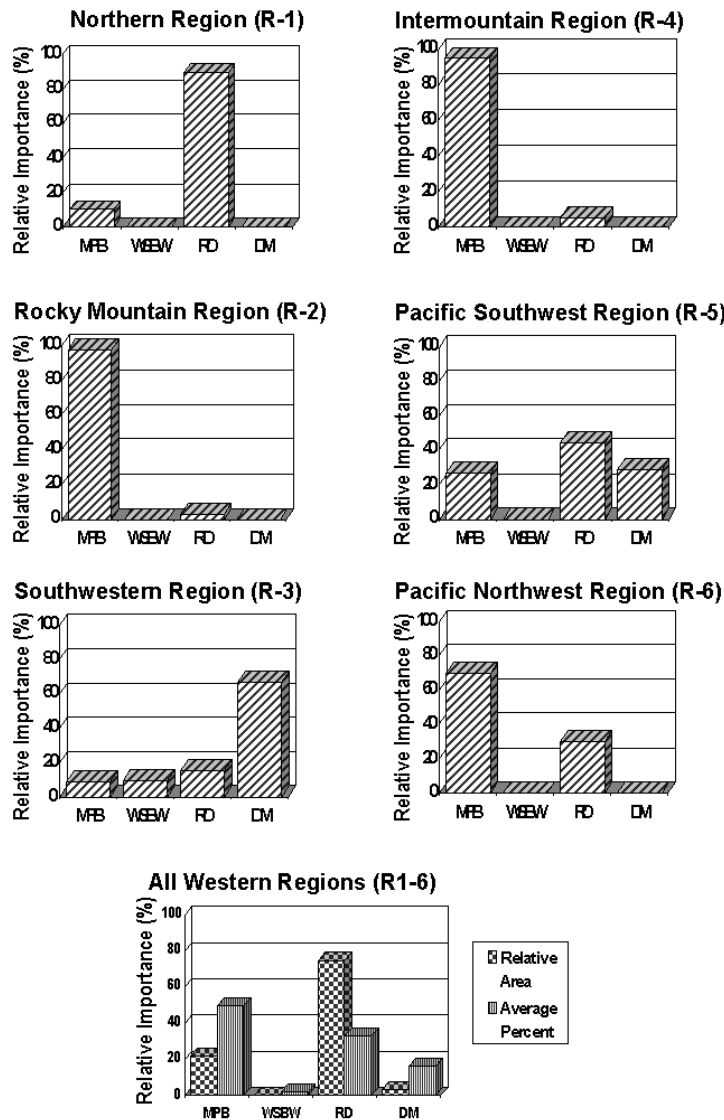 Northern Region (R-1)
Relative Importance (%)
100
80
60
40
20
0
MPB WSBW RD DM
Intermountain Region (R-4)
Relative Importance (%)
100
80
60
40
20
0
MPB WSBW RD DM
Rocky Mountain Region (R-2)
Relative Importance (%)
100
80
60
40
20
0
MPB WSBW RD DM
Pacific Southwest Region (R-5)
Relative Importance (%)
100
80
60
40
20
0
MPB WSBW RD DM
Southwestern Region (R-3)
Relative Importance (%)
100
80
60
40
20
0
MPB WSBW RD DM
Pacific Northwest Region (R-6)
Relative Importance (%)
100
80
60
40
20
0
MPB WSBW RD DM
All Western Regions (R1-6)
Relative Importance (%)
100
80
60
40
20
0
MPB WSBW RD DM
Relative
Area
Average
Percent